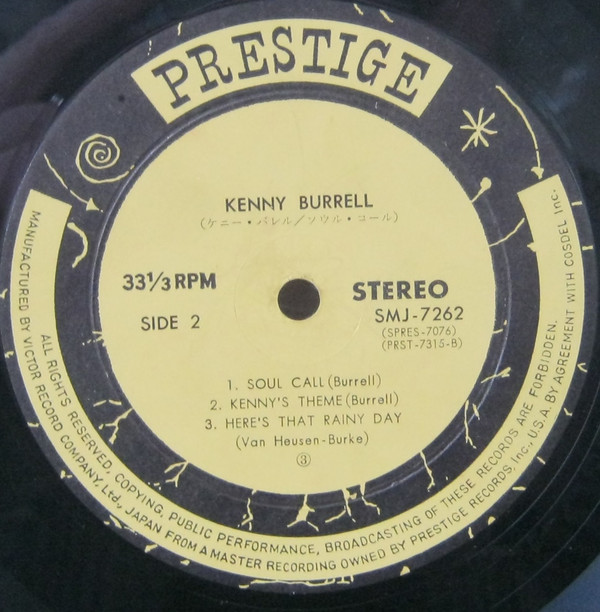 PRESTIGE
KENNY BURRELL
(ケニー・バレル/ソウル・コール)
33⅓ RPM
SIDE 2
STEREO
SMJ-7262
(SPRES-7076)
(PRST-7315-B)
1. SOUL CALL (Burrell)
2. KENNY'S THEME (Burrell)
3. HERE'S THAT RAINY DAY
(Van Heusen-Burke)
③
ALL RIGHTS RESERVED, COPYING, PUBLIC PERFORMANCE, BROADCASTING OF THESE RECORDS ARE FORBIDDEN.
MANUFACTURED BY VICTOR RECORD COMPANY, Ltd., JAPAN FROM A MASTER RECORDING OWNED BY PRESTIGE RECORDS, Inc., U.S.A. BY AGREEMENT WITH COSDEL Inc.